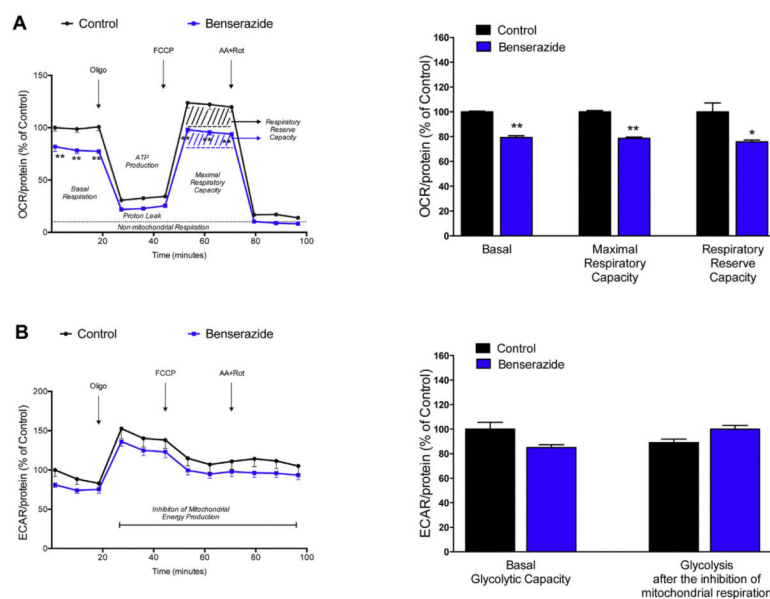 A
Control
Benserazide
Oligo
FCCP
AA+Rot
OCR/protein (% of Control)
150
100
50
0
**
**
**
**
**
**
Basal
Respiration
ATP
Production
Maximal
Respiratory
Capacity
Respiratory
Reserve
Capacity
Proton Leak
Non-mitochondrial Respiration
0
20
40
60
80
100
Time (minutes)
Control
Benserazide
OCR/protein (% of Control)
160
140
120
100
80
60
40
20
0
**
**
*
Basal
Maximal
Respiratory
Capacity
Respiratory
Reserve
Capacity
B
Control
Benserazide
Oligo
FCCP
AA+Rot
ECAR/protein (% of Control)
200
150
100
50
0
Inhibiton of Mitochondrial
Energy Production
0
20
40
60
80
100
Time (minutes)
Control
Benserazide
ECAR/protein (% of Control)
160
140
120
100
80
60
40
20
0
Basal
Glycolytic Capacity
Glycolysis
after the inhibition of
mitochondrial respiration